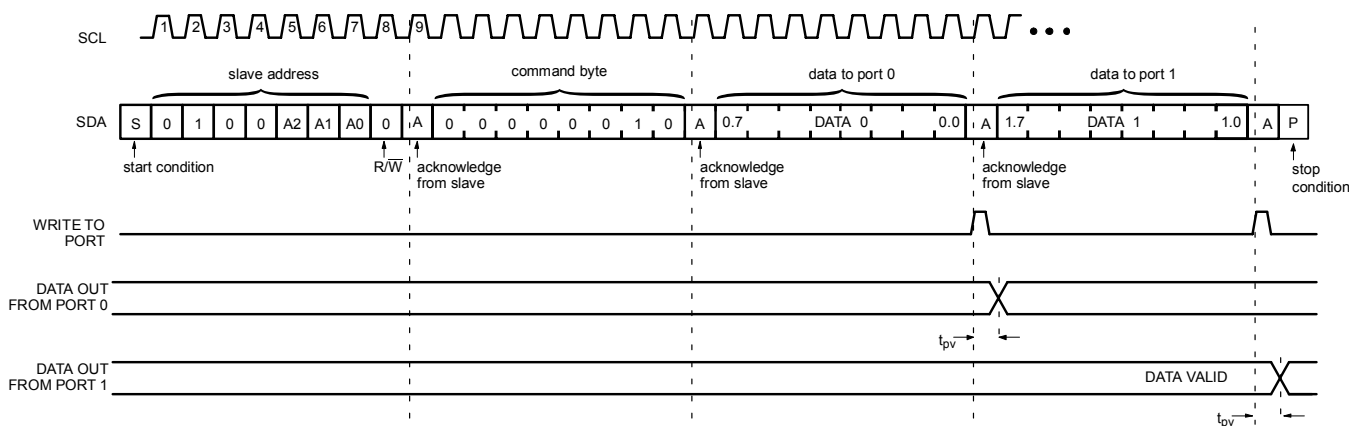 SCL
1 2 3 4 5 6 7 8 9
slave address
command byte
data to port 0
data to port 1
SDA
S 0 1 0 0 A2 A1 A0 0 A 0 0 0 0 0 0 1 0 A 0.7 DATA 0 0.0 A 1.7 DATA 1 1.0 A P
start condition
R/W
acknowledge
from slave
acknowledge
from slave
acknowledge
from slave
stop
condition
WRITE TO
PORT
DATA OUT
FROM PORT 0
tpv
DATA OUT
FROM PORT 1
DATA VALID
tpv